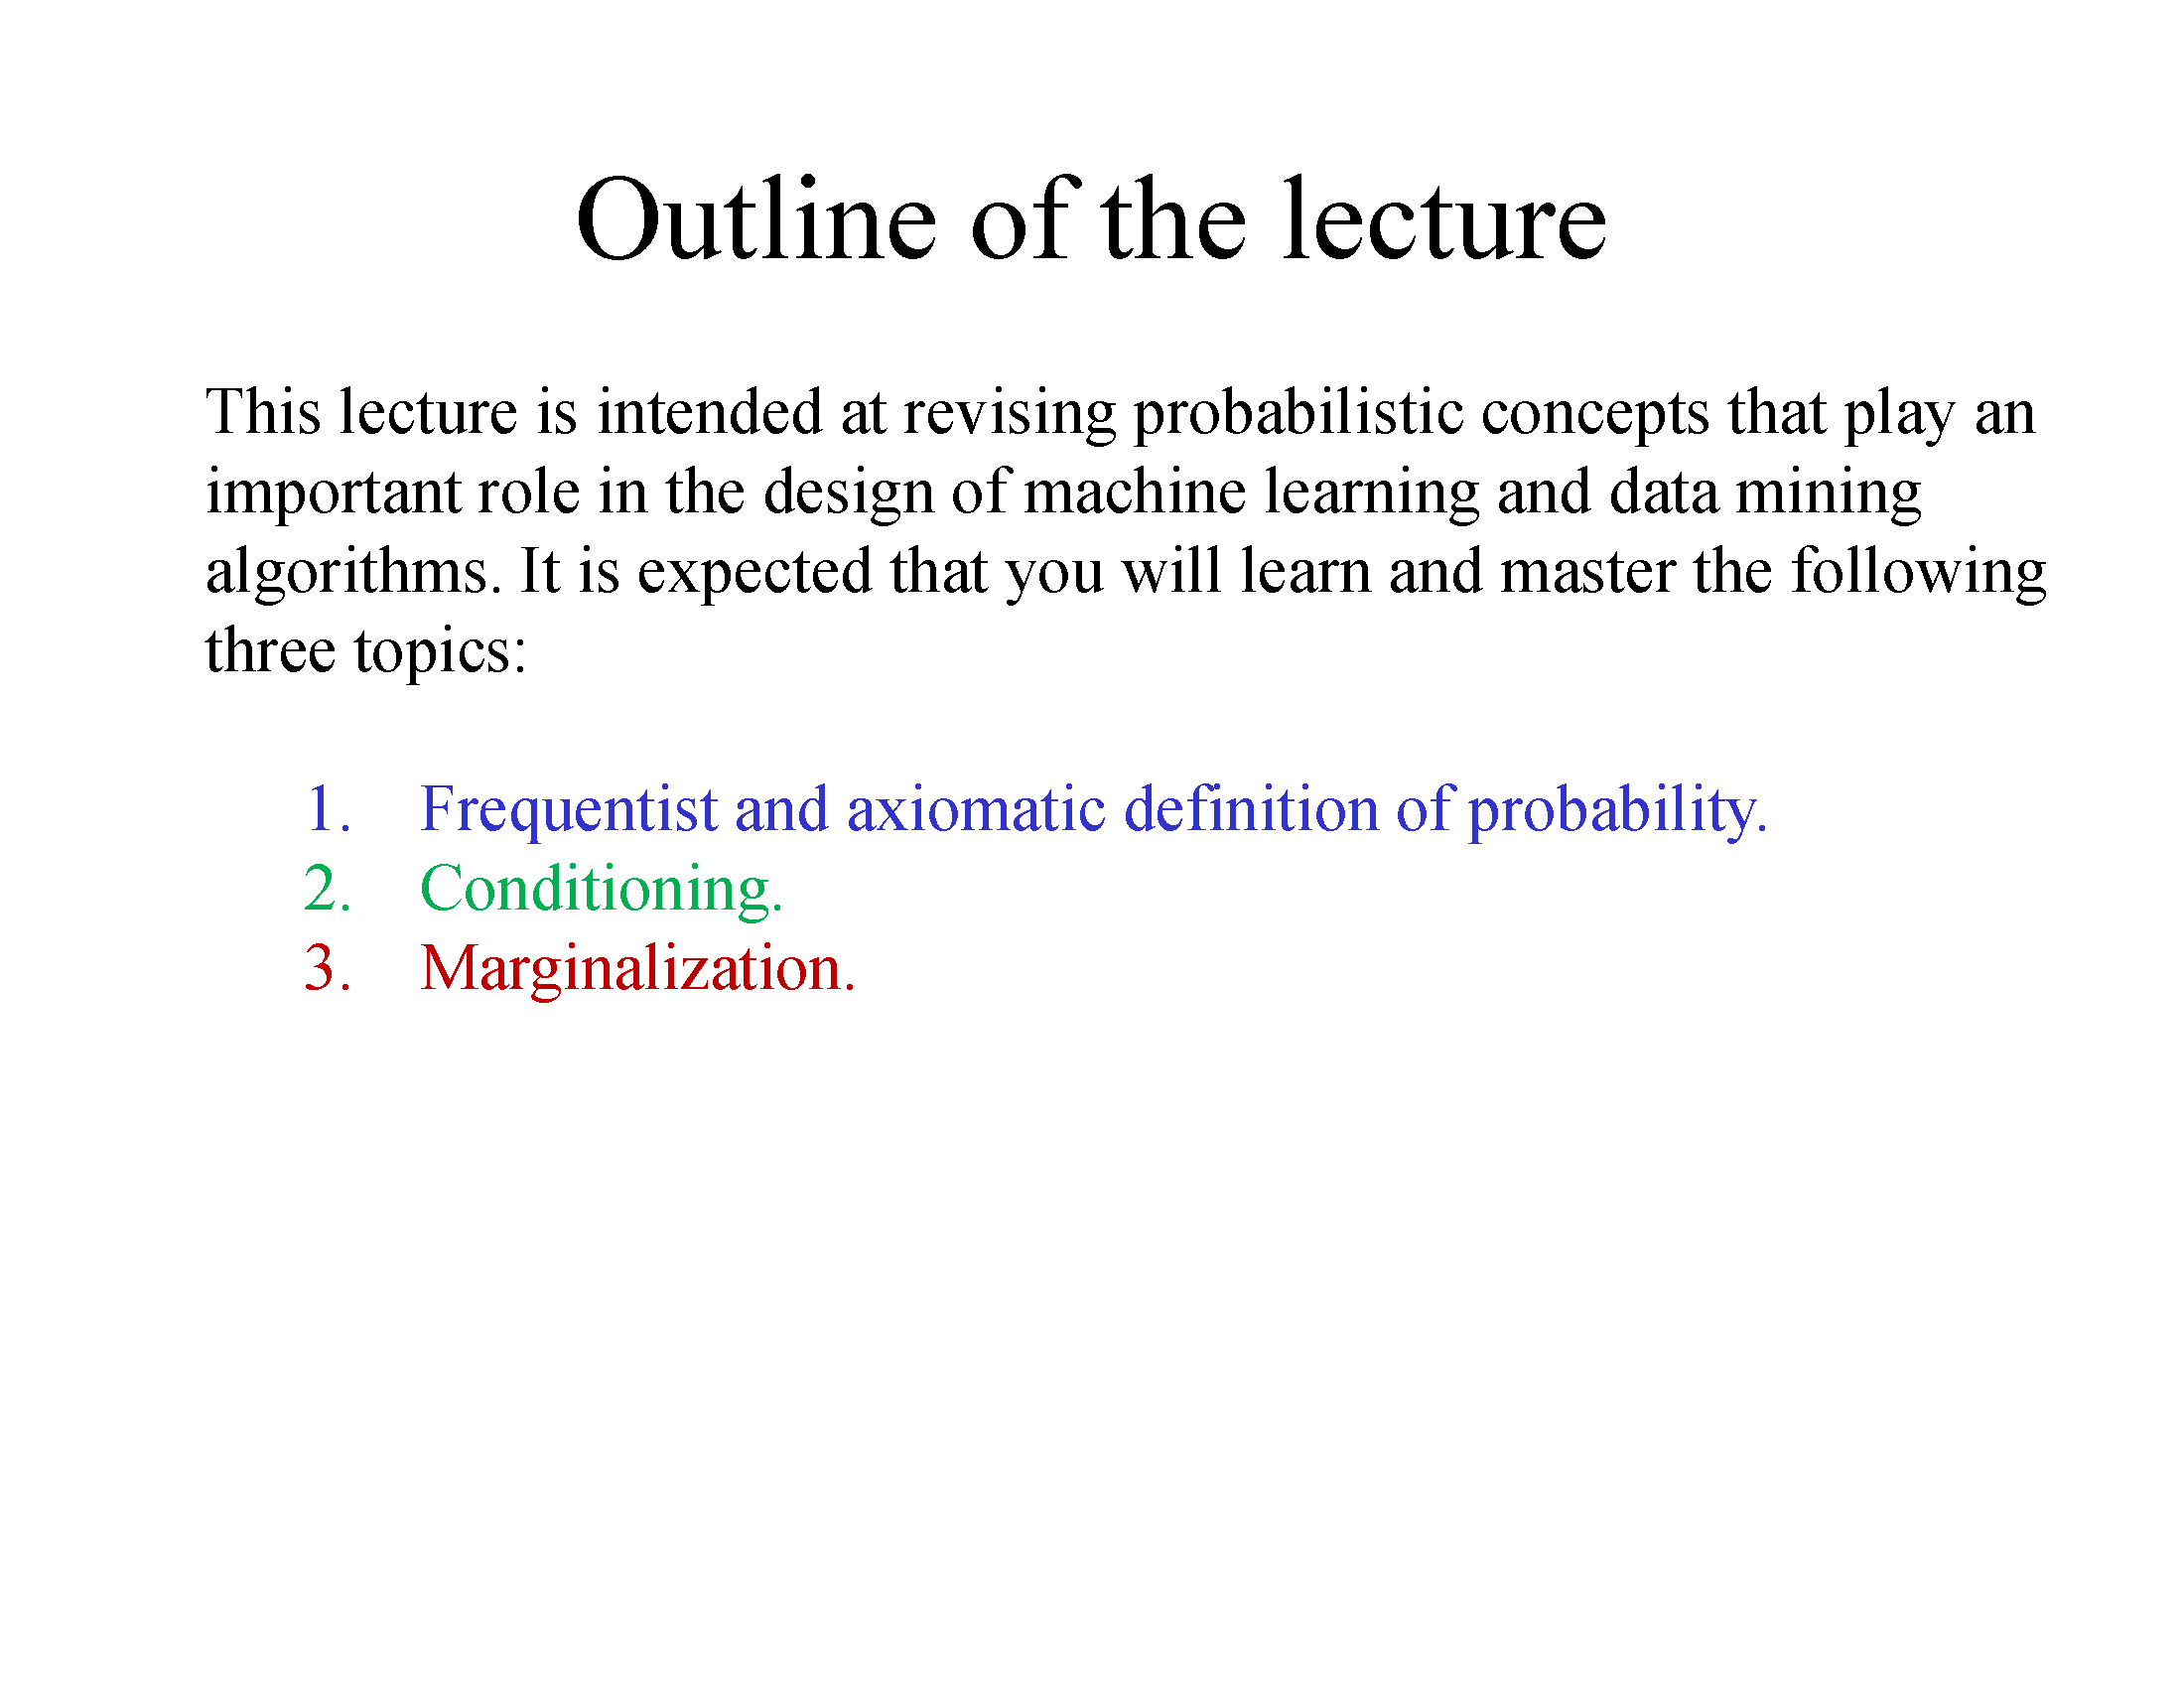 Outline of the lecture
This lecture is intended at revising probabilistic concepts that play an
important role in the design of machine learning and data mining
algorithms. It is expected that you will learn and master the following
three topics:
1. Frequentist and axiomatic definition of probability.
2. Conditioning.
3. Marginalization.